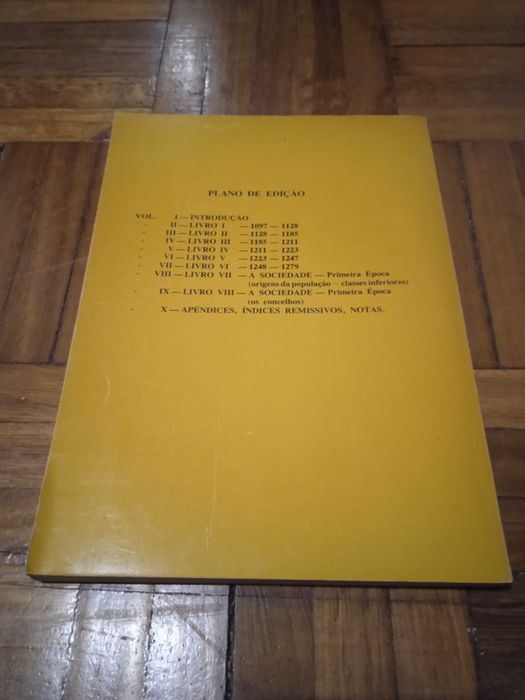 PLANO DE EDIÇÃO
VOL. I — INTRODUÇÃO
" II — LIVRO I — 1097 — 1128
" III — LIVRO II — 1128 — 1185
" IV — LIVRO III — 1185 — 1211
" V — LIVRO IV — 1211 — 1223
" VI — LIVRO V — 1223 — 1247
" VII — LIVRO VI — 1248 — 1279
" VIII — LIVRO VII — A SOCIEDADE — Primeira Época
(origens da população — classes inferiores)
" IX — LIVRO VIII — A SOCIEDADE — Primeira Época
(os concelhos)
" X — APÊNDICES, ÍNDICES REMISSIVOS, NOTAS.